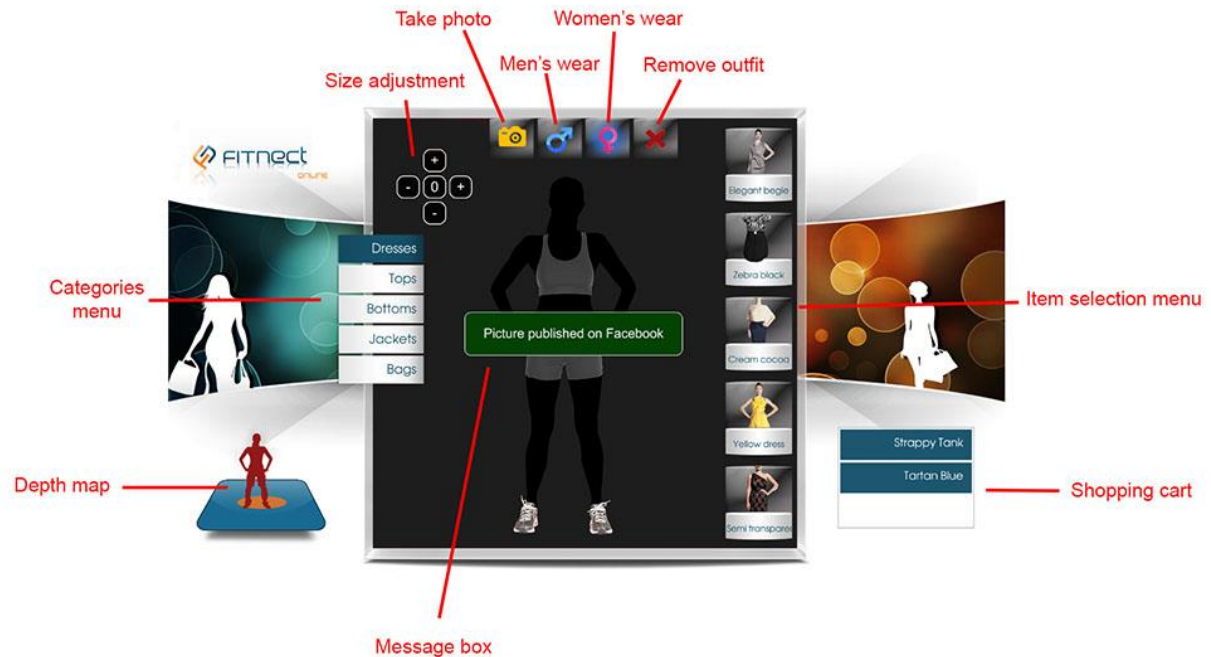 Take photo
Women's wear
Men's wear
Remove outfit
Size adjustment
FITNECT
ONLINE
+
- 0 +
-
Elegant begie
Zebra black
Cream cocoa
Yellow dress
Semi transpare
Dresses
Tops
Bottoms
Jackets
Bags
Categories
menu
Picture published on Facebook
Item selection menu
Depth map
Strappy Tank
Tartan Blue
Shopping cart
Message box